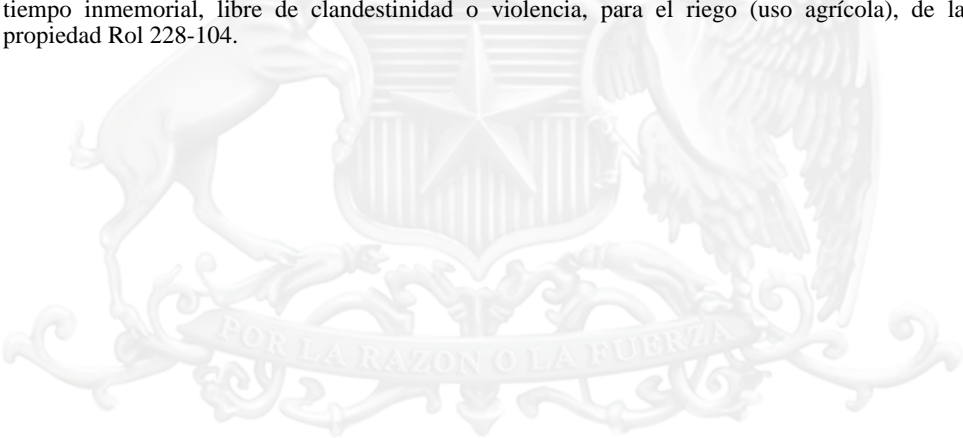 tiempo inmemorial, libre de clandestinidad o violencia, para el riego (uso agrícola), de la
propiedad Rol 228-104.
POR LA RAZON O LA FUERZA